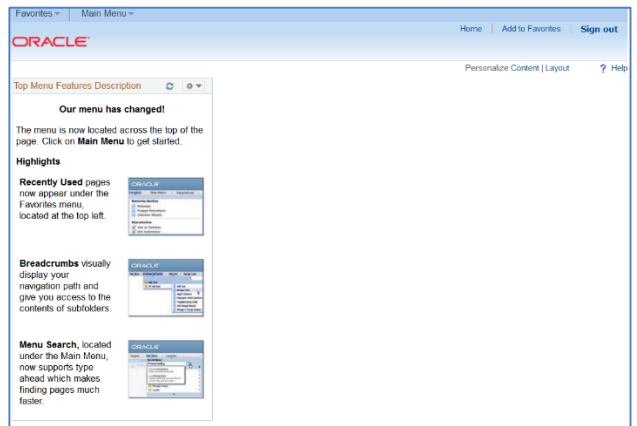 Favorites Main Menu
Home Add to Favorites Sign out
ORACLE
Personalize Content | Layout ? Help
Top Menu Features Description
Our menu has changed!
The menu is now located across the top of the
page. Click on Main Menu to get started.
Highlights
Recently Used pages
now appear under the
Favorites menu,
located at the top left.
ORACLE
Breadcrumbs visually
display your
navigation path and
give you access to the
contents of subfolders.
ORACLE
Menu Search, located
under the Main Menu,
now supports type
ahead which makes
finding pages much
faster.
ORACLE